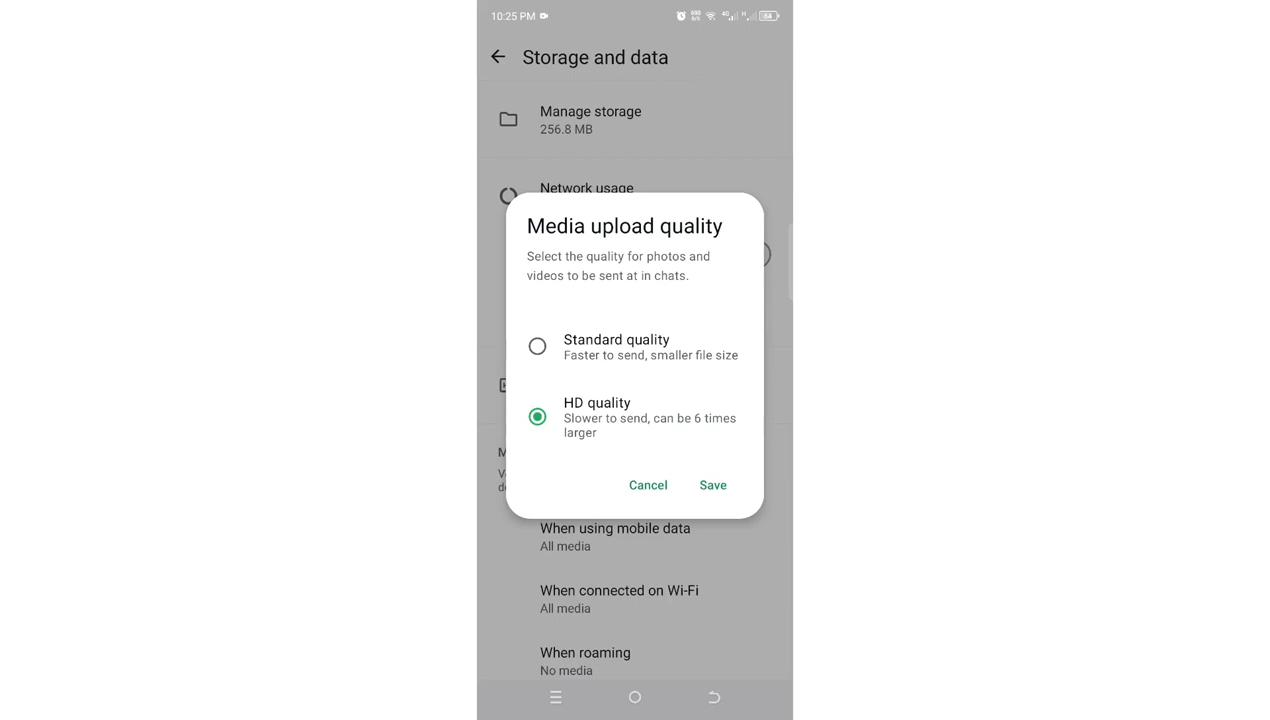 10:25 PM
4G
H
64
Storage and data
Manage storage
256.8 MB
Network usage
Media upload quality
Select the quality for photos and
videos to be sent at in chats.
Standard quality
Faster to send, smaller file size
HD quality
Slower to send, can be 6 times
larger
Cancel
Save
When using mobile data
All media
When connected on Wi-Fi
All media
When roaming
No media